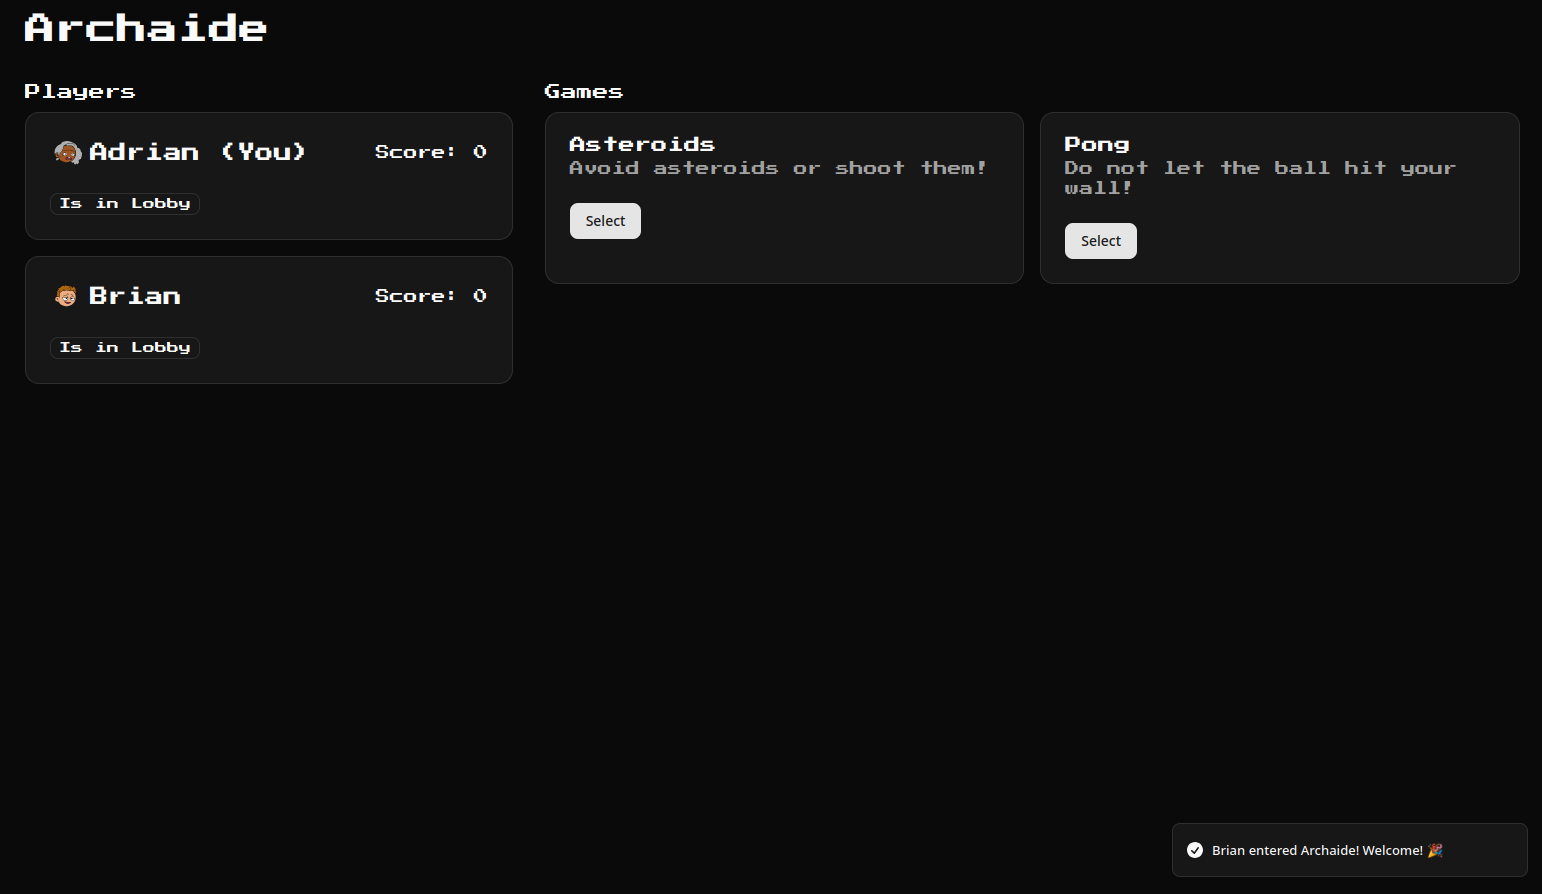 Archaide
Players
Adrian (You)
Score: 0
Is in Lobby
Brian
Score: 0
Is in Lobby
Games
Asteroids
Avoid asteroids or shoot them!
Select
Pong
Do not let the ball hit your
wall!
Select
Brian entered Archaide! Welcome! 🎉